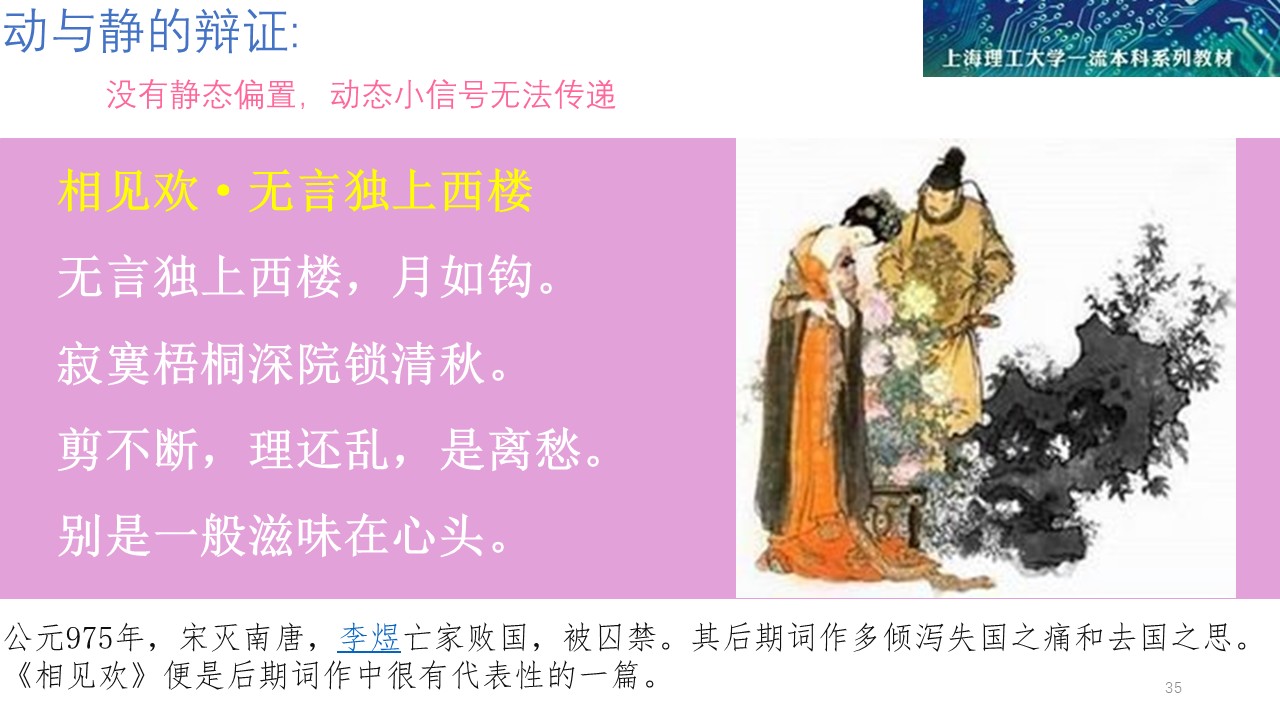 动与静的辩证:
上海理工大学一流本科系列教材
没有静态偏置，动态小信号无法传递
相见欢·无言独上西楼
无言独上西楼，月如钩。
寂寞梧桐深院锁清秋。
剪不断，理还乱，是离愁。
别是一般滋味在心头。
公元975年，宋灭南唐，李煜亡家败国，被囚禁。其后期词作多倾泻失国之痛和去国之思。
《相见欢》便是后期词作中很有代表性的一篇。
35